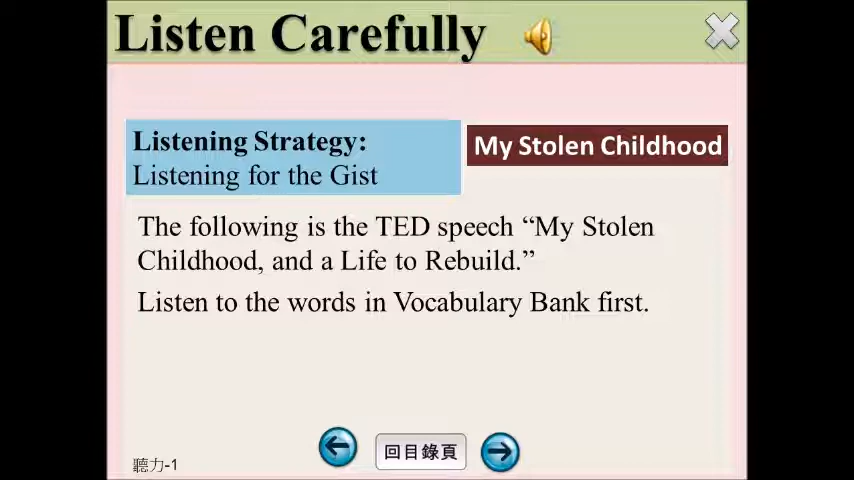 Listen Carefully
Listening Strategy:
Listening for the Gist
My Stolen Childhood
The following is the TED speech “My Stolen
Childhood, and a Life to Rebuild.”
Listen to the words in Vocabulary Bank first.
回目錄頁
聽力-1